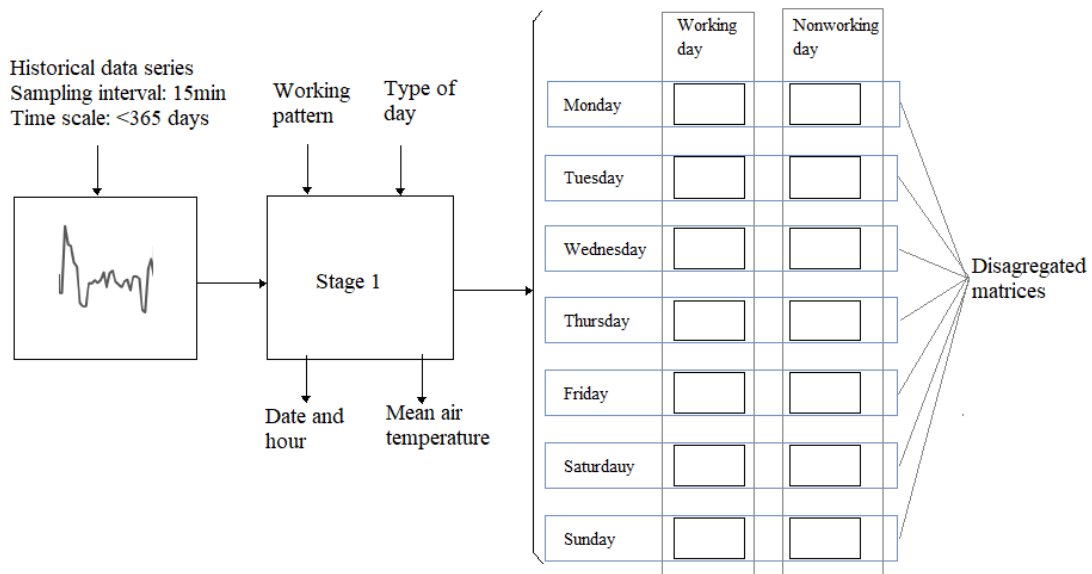 Historical data series
Sampling interval: 15min
Time scale: <365 days
Working
pattern
Type of
day
Stage 1
Date and
hour
Mean air
temperature
Working
day
Nonworking
day
Monday
Tuesday
Wednesday
Thursday
Friday
Saturdauy
Sunday
Disagregated
matrices